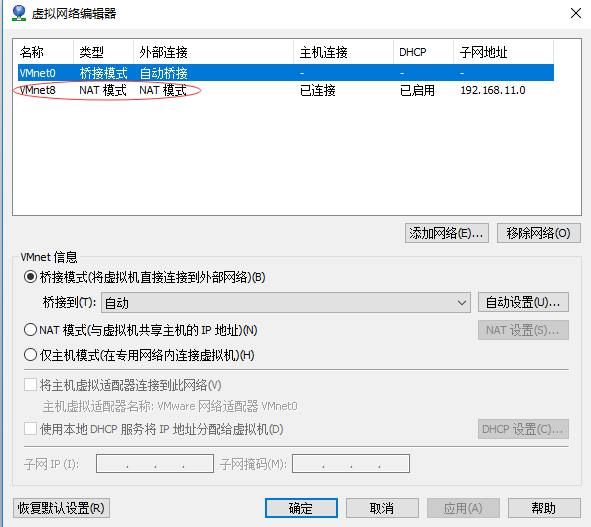 虚拟网络编辑器
名称 类型 外部连接 主机连接 DHCP 子网地址
VMnet0 桥接模式 自动桥接 - - -
VMnet8 NAT 模式 NAT 模式 已连接 已启用 192.168.11.0
添加网络(E)... 移除网络(O)
VMnet 信息
桥接模式(将虚拟机直接连接到外部网络)(B)
桥接到(T): 自动 自动设置(U)...
NAT 模式(与虚拟机共享主机的 IP 地址)(N) NAT 设置(S)...
仅主机模式(在专用网络内连接虚拟机)(H)
将主机虚拟适配器连接到此网络(V)
主机虚拟适配器名称: VMware 网络适配器 VMnet0
使用本地 DHCP 服务将 IP 地址分配给虚拟机(D) DHCP 设置(C)...
子网 IP (I): . . . 子网掩码(M): . . .
恢复默认设置(R) 确定 取消 应用(A) 帮助